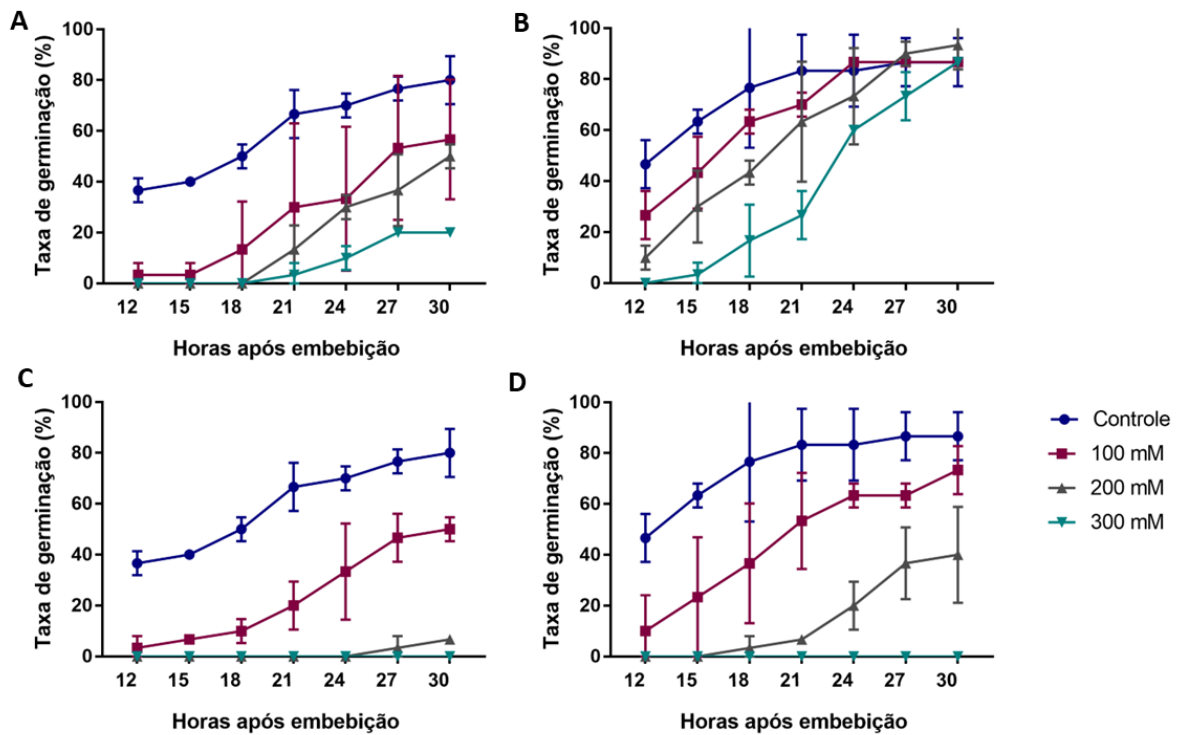 A
Taxa de germinação (%)
100
80
60
40
20
0
12 15 18 21 24 27 30
Horas após embebição
B
Taxa de germinação (%)
100
80
60
40
20
0
12 15 18 21 24 27 30
Horas após embebição
C
Taxa de germinação (%)
100
80
60
40
20
0
12 15 18 21 24 27 30
Horas após embebição
D
Taxa de germinação (%)
100
80
60
40
20
0
12 15 18 21 24 27 30
Horas após embebição
Controle
100 mM
200 mM
300 mM